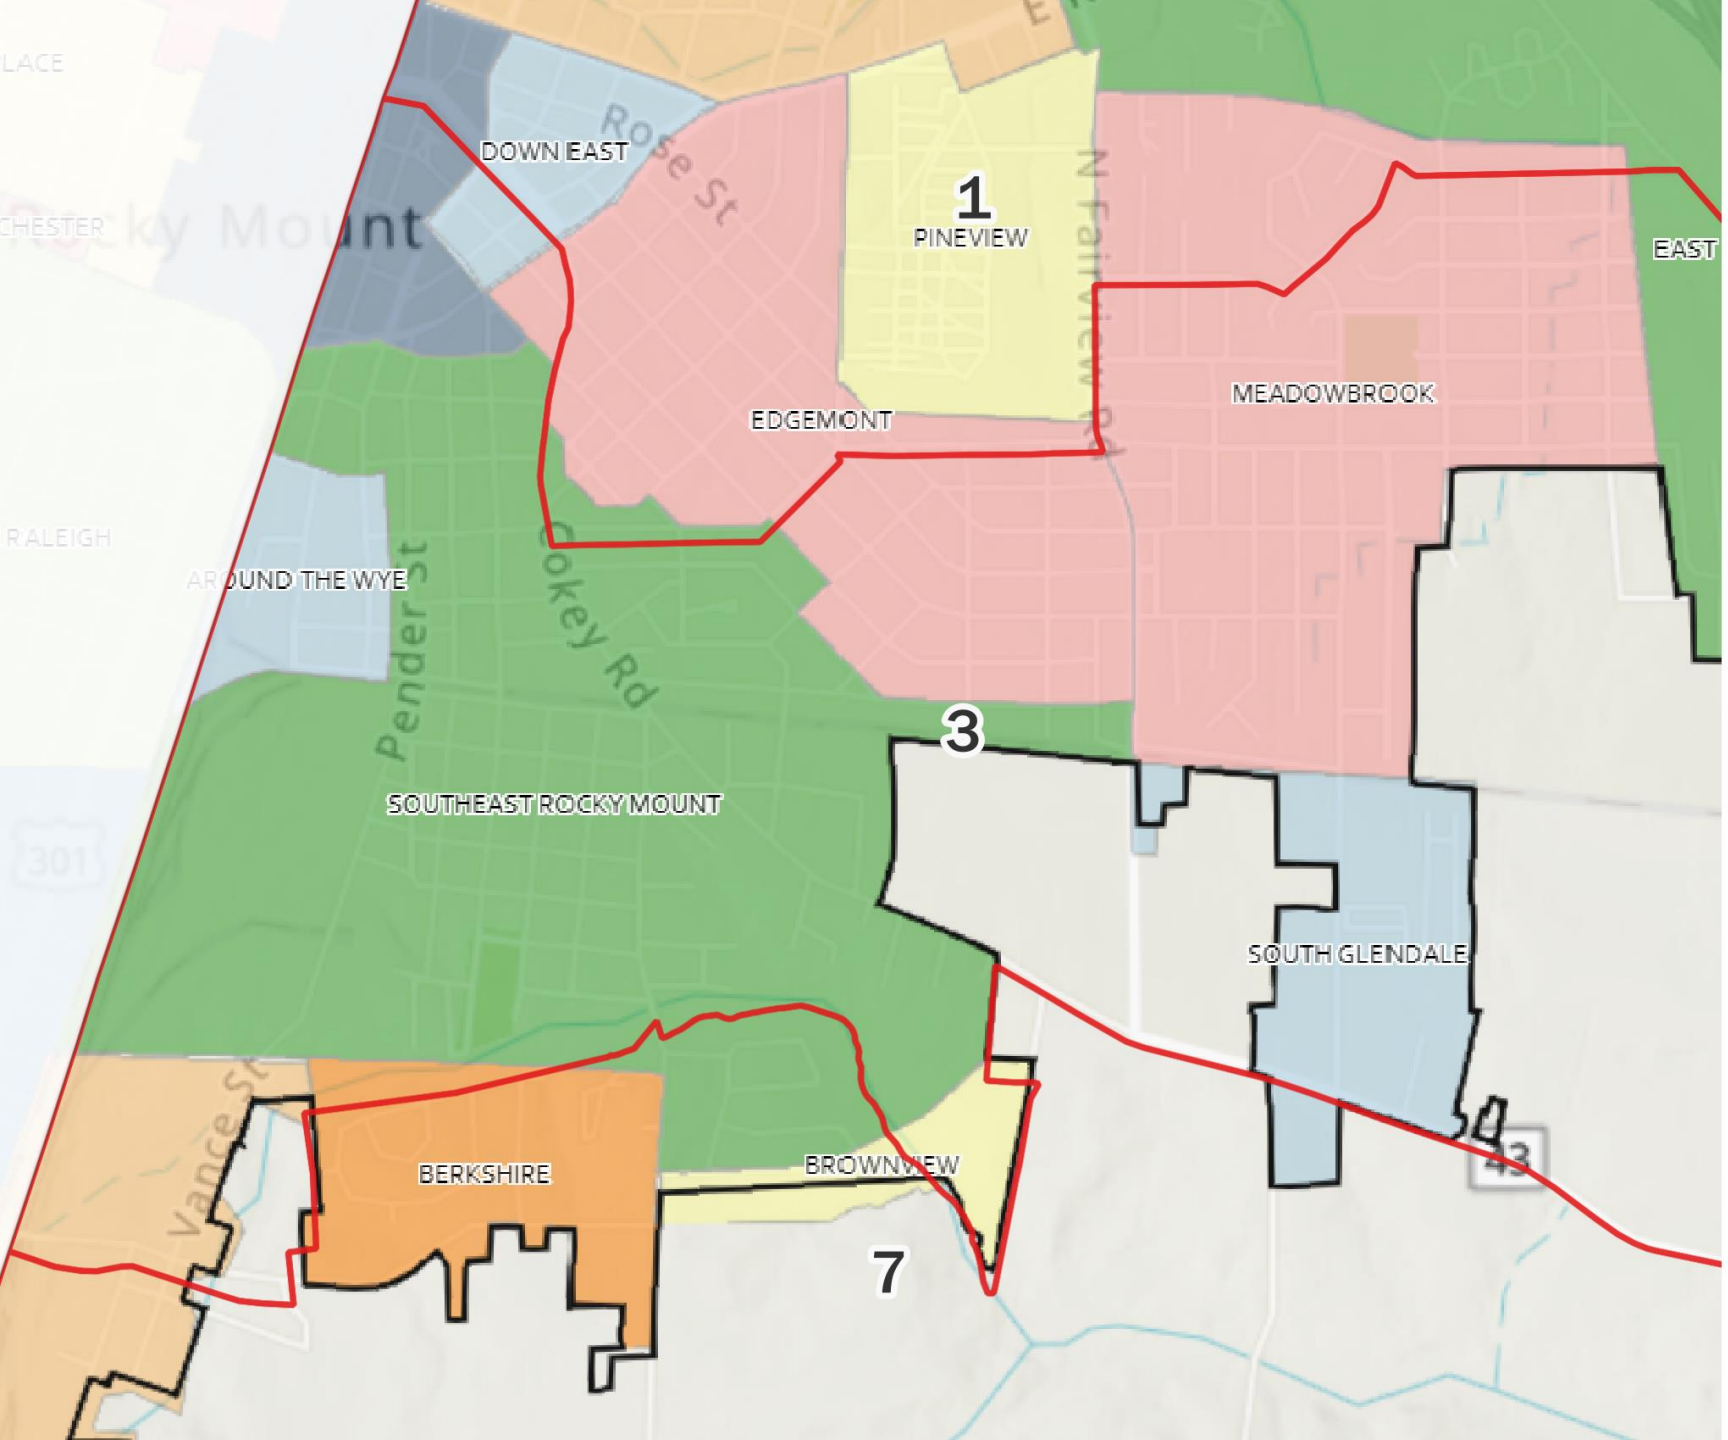 LACE
DOWN EAST
Rose St
CHESTER
Rocky Mount
1
PINEVIEW
N Fairview Rd
EAST
MEADOWBROOK
EDGEMONT
RALEIGH
AROUND THE WYE
Pender St
Cokey Rd
3
SOUTHEAST ROCKY MOUNT
301
SOUTH GLENDALE
Vance St
BERKSHIRE
BROWNVIEW
43
7